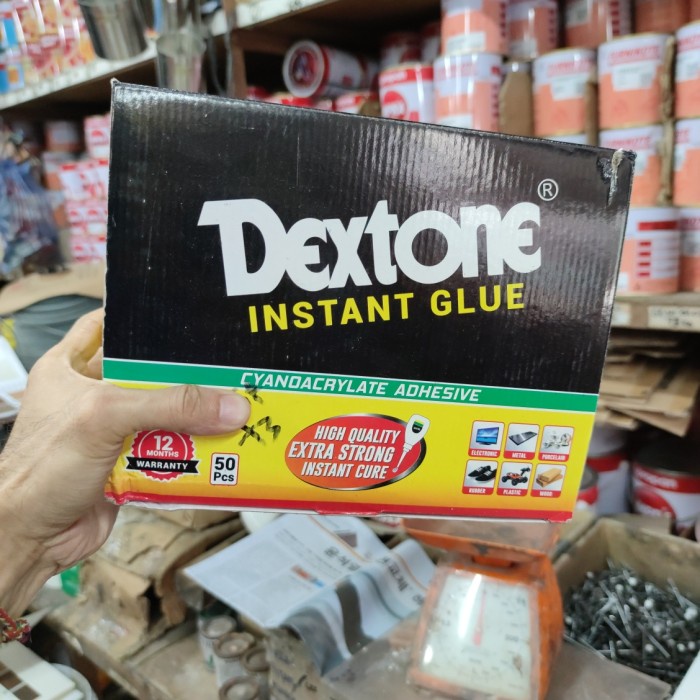 Dextone®
INSTANT GLUE
CYANOACRYLATE ADHESIVE
12
MONTHS
WARRANTY
50
Pcs
HIGH QUALITY
EXTRA STRONG
INSTANT CURE
ELECTRONIC METAL PORCELAIN
RUBBER PLASTIC WOOD